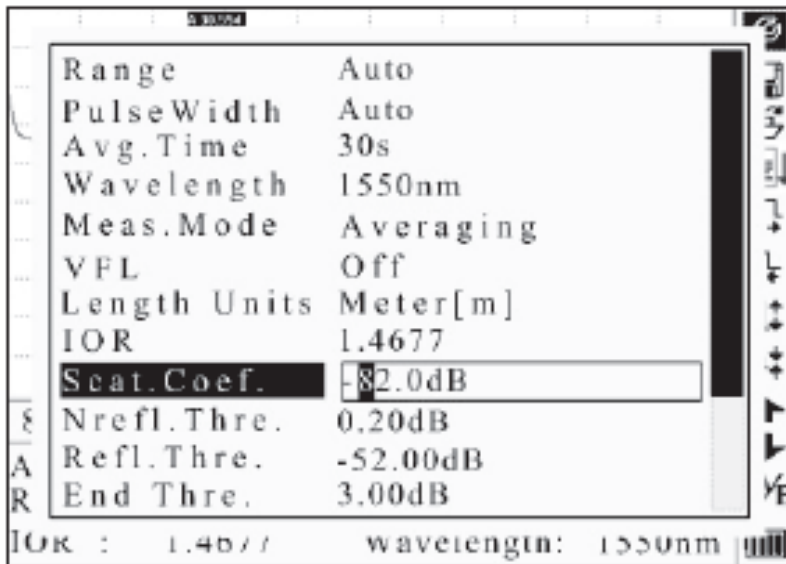 Range Auto
PulseWidth Auto
Avg.Time 30s
Wavelength 1550nm
Meas.Mode Averaging
VFL Off
Length Units Meter[m]
IOR 1.4677
Scat.Coef. -82.0dB
Nrefl.Thre. 0.20dB
Refl.Thre. -52.00dB
End Thre. 3.00dB
IOR : 1.4677 Wavelength: 1550nm